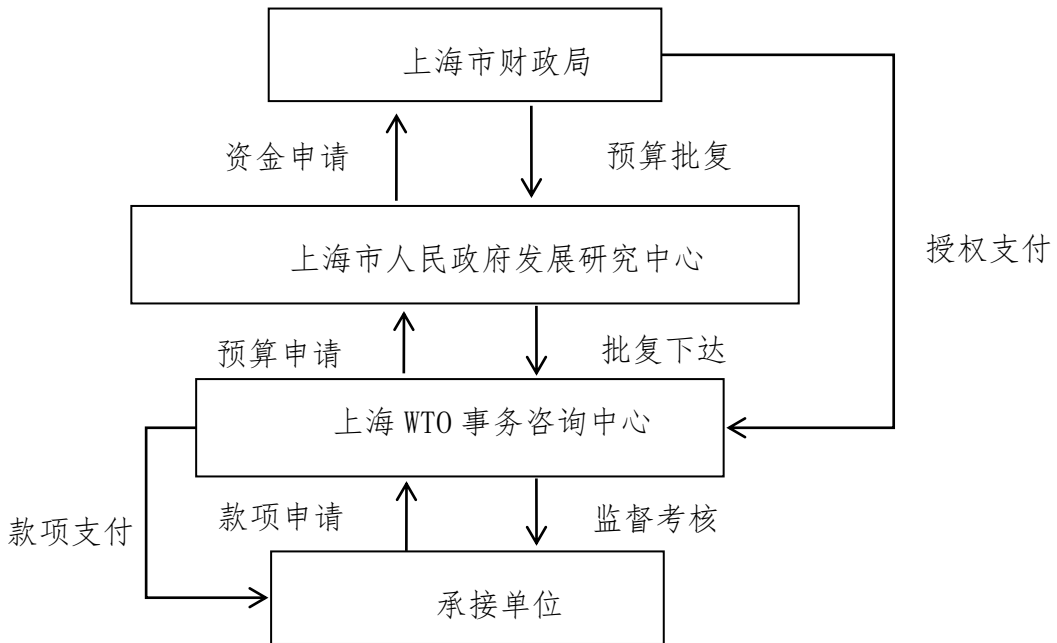 上海市财政局
资金申请
预算批复
上海市人民政府发展研究中心
授权支付
预算申请
批复下达
上海 WTO 事务咨询中心
款项支付
款项申请
监督考核
承接单位